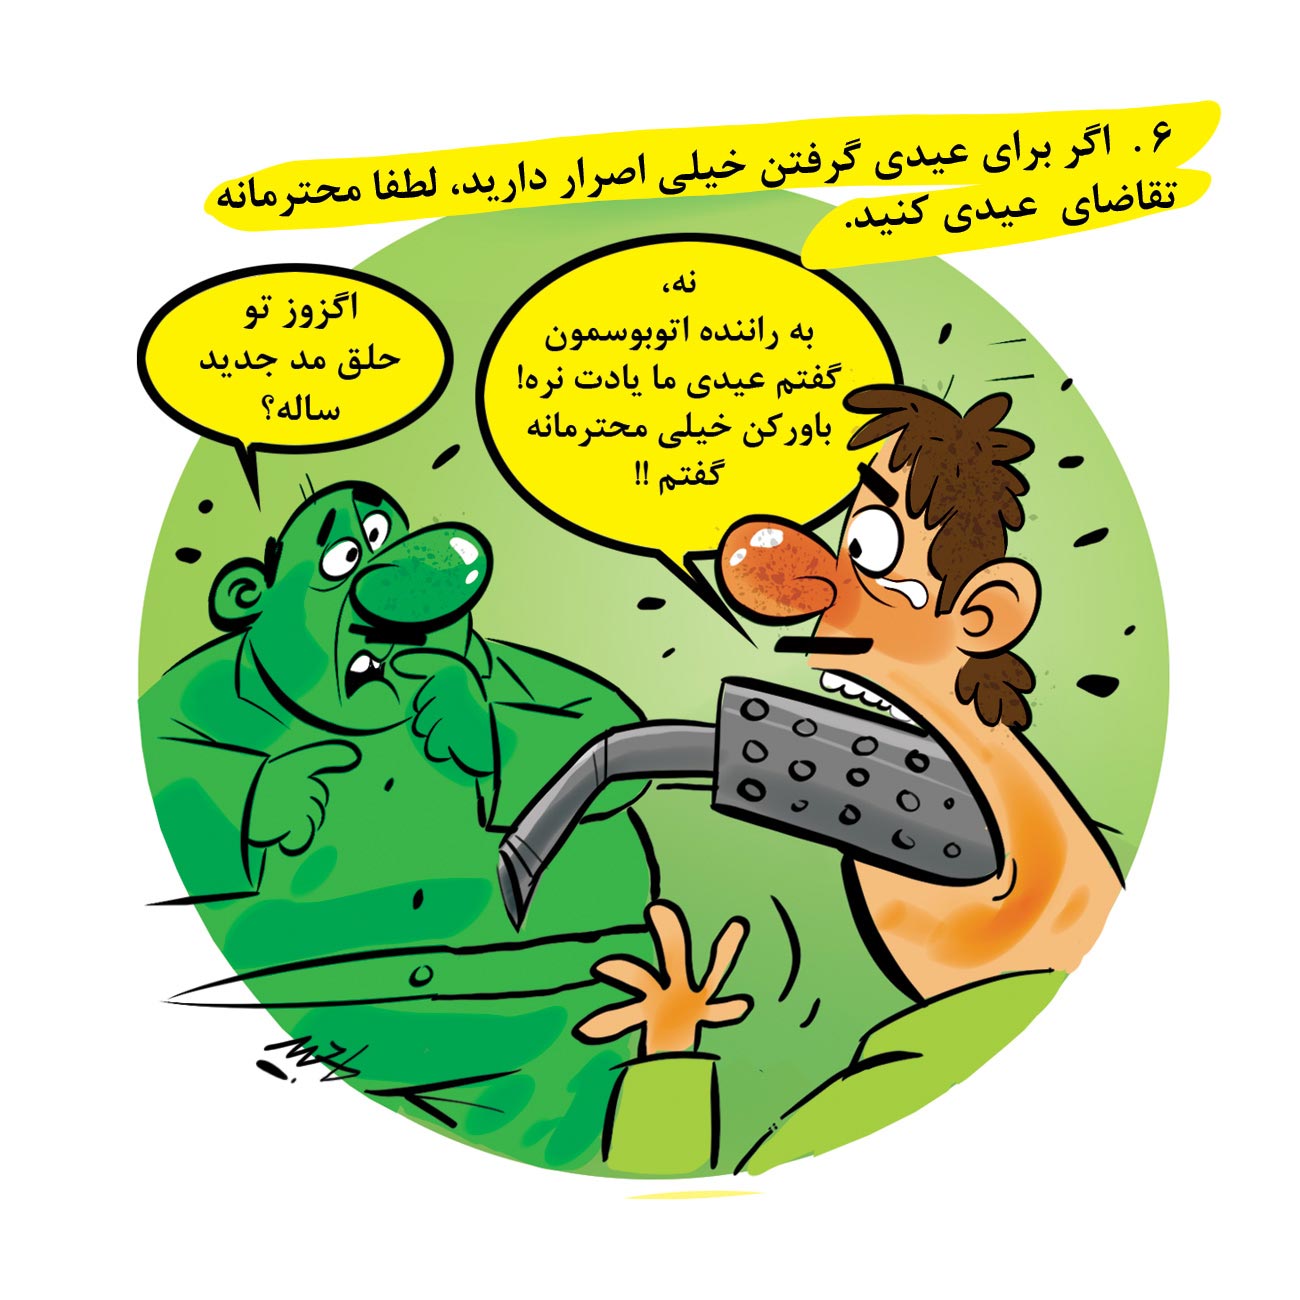 ۶. اگر برای عیدی گرفتن خیلی اصرار دارید، لطفا محترمانه
تقاضای عیدی کنید.
نه،
به راننده اتوبوسمون
گفتم عیدی ما یادت نره!
باورکن خیلی محترمانه
گفتم !!
اگزوز تو
حلق مد جدید
ساله؟